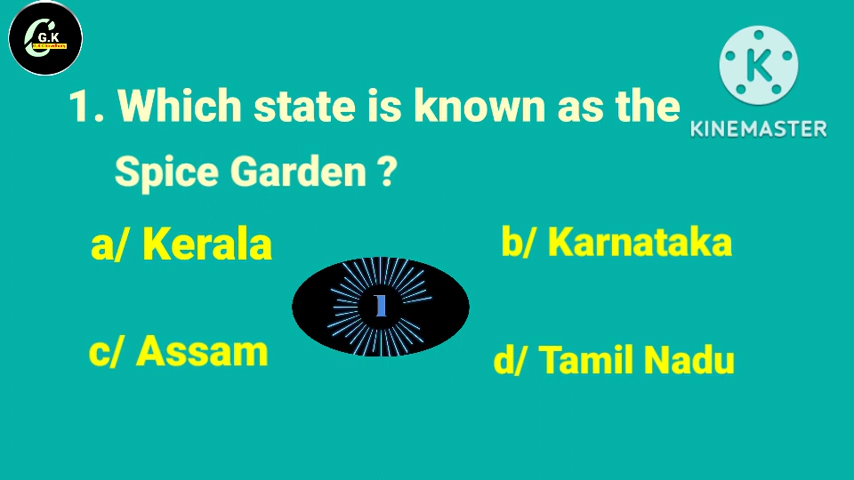 G.K
1. Which state is known as the
KINEMASTER
Spice Garden ?
a/ Kerala
b/ Karnataka
1
c/ Assam
d/ Tamil Nadu